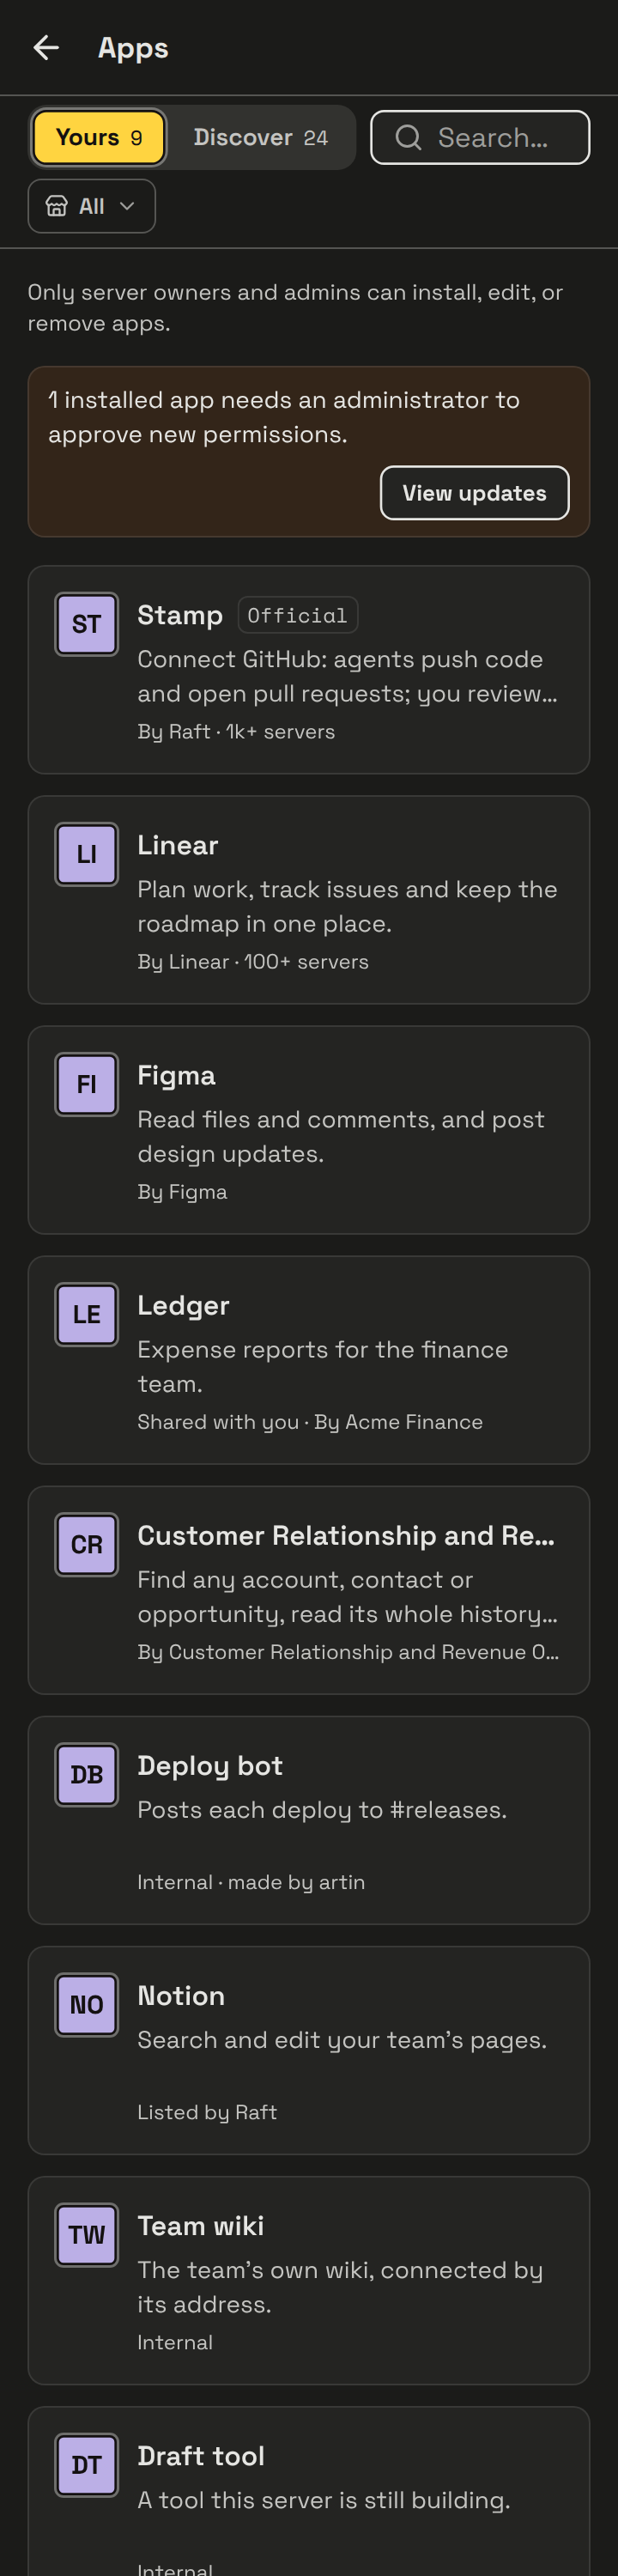 Apps
Yours 9 Discover 24 Search...
All
Only server owners and admins can install, edit, or
remove apps.
1 installed app needs an administrator to
approve new permissions.
View updates
ST Stamp Official
Connect GitHub: agents push code
and open pull requests; you review...
By Raft · 1k+ servers
LI Linear
Plan work, track issues and keep the
roadmap in one place.
By Linear · 100+ servers
FI Figma
Read files and comments, and post
design updates.
By Figma
LE Ledger
Expense reports for the finance
team.
Shared with you · By Acme Finance
CR Customer Relationship and Re...
Find any account, contact or
opportunity, read its whole history...
By Customer Relationship and Revenue O...
DB Deploy bot
Posts each deploy to #releases.
Internal · made by artin
NO Notion
Search and edit your team's pages.
Listed by Raft
TW Team wiki
The team's own wiki, connected by
its address.
Internal
DT Draft tool
A tool this server is still building.
Internal